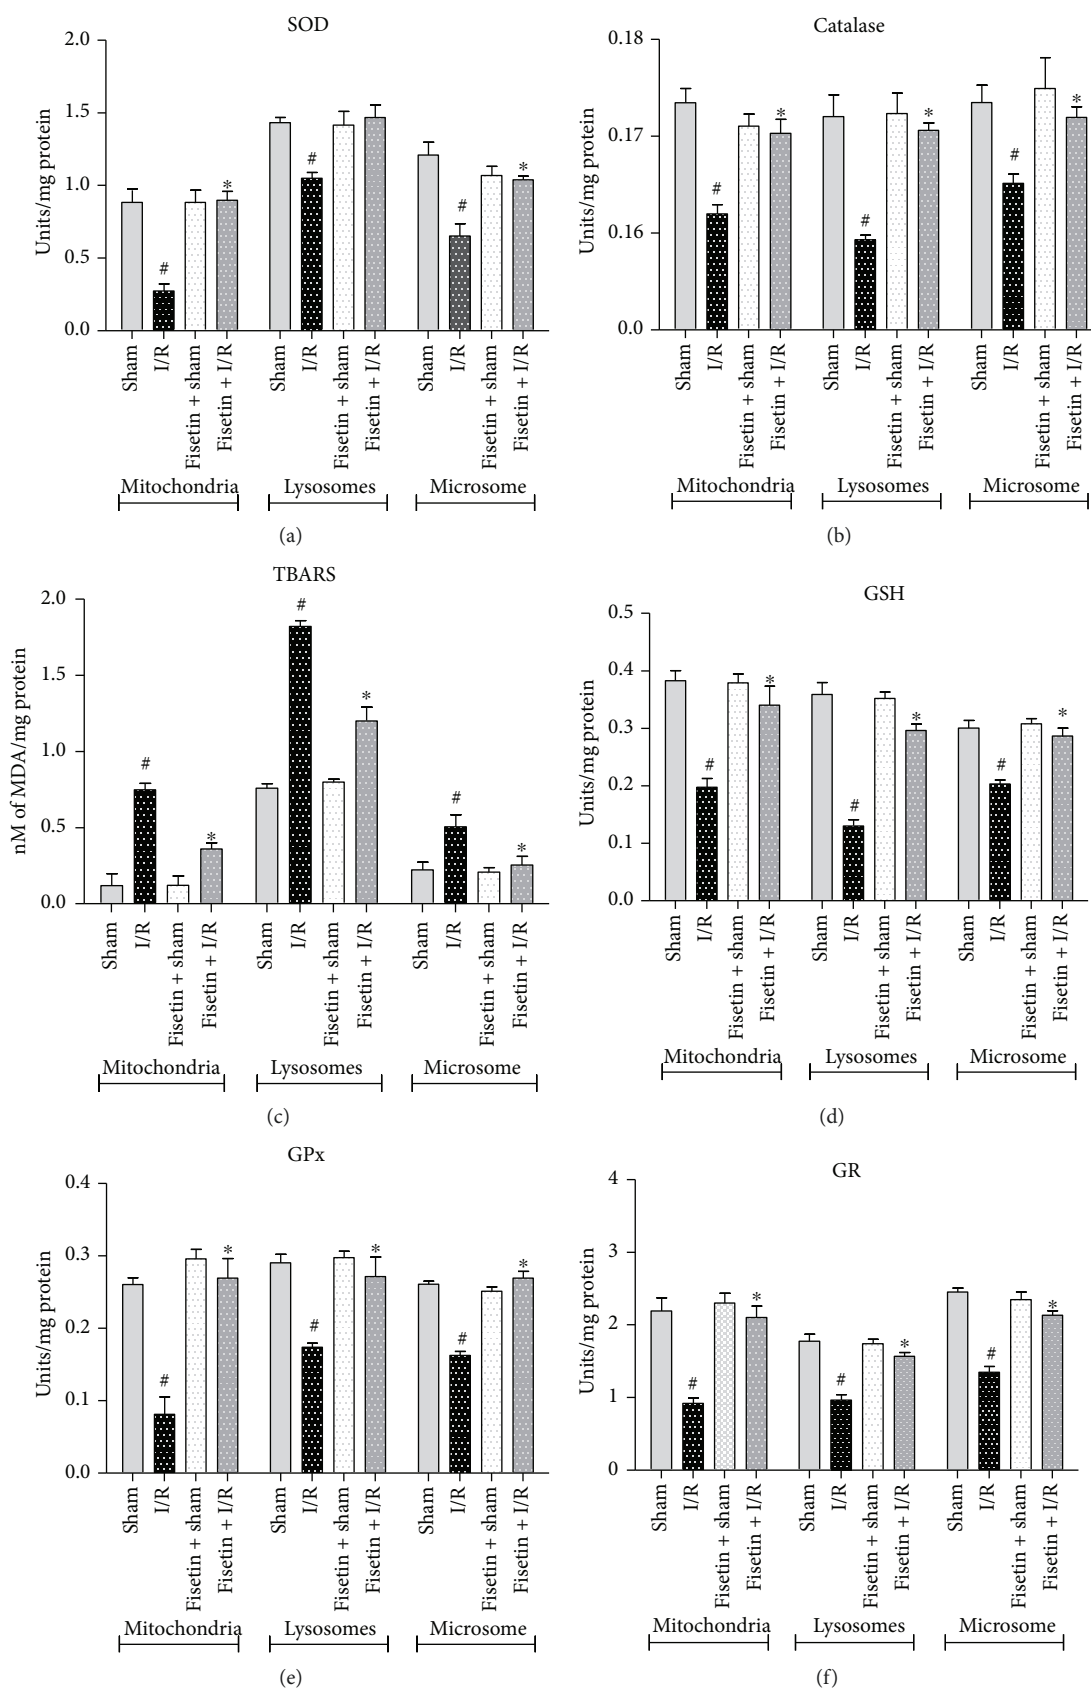 SOD
Units/mg protein
2.0
1.5
1.0
0.5
0.0
#
#
#
*
*
Sham
I/R
Fisetin + sham
Fisetin + I/R
Sham
I/R
Fisetin + sham
Fisetin + I/R
Sham
I/R
Fisetin + sham
Fisetin + I/R
Mitochondria
Lysosomes
Microsome
(a)
Catalase
Units/mg protein
0.18
0.17
0.16
0.0
#
*
#
*
#
*
Sham
I/R
Fisetin + sham
Fisetin + I/R
Sham
I/R
Fisetin + sham
Fisetin + I/R
Sham
I/R
Fisetin + sham
Fisetin + I/R
Mitochondria
Lysosomes
Microsome
(b)
TBARS
nM of MDA/mg protein
2.0
1.5
1.0
0.5
0.0
#
*
#
*
#
*
Sham
I/R
Fisetin + sham
Fisetin + I/R
Sham
I/R
Fisetin + sham
Fisetin + I/R
Sham
I/R
Fisetin + sham
Fisetin + I/R
Mitochondria
Lysosomes
Microsome
(c)
GSH
Units/mg protein
0.5
0.4
0.3
0.2
0.1
0.0
#
*
#
*
#
*
Sham
I/R
Fisetin + sham
Fisetin + I/R
Sham
I/R
Fisetin + sham
Fisetin + I/R
Sham
I/R
Fisetin + sham
Fisetin + I/R
Mitochondria
Lysosomes
Microsome
(d)
GPx
Units/mg protein
0.4
0.3
0.2
0.1
0.0
#
*
#
*
#
*
Sham
I/R
Fisetin + sham
Fisetin + I/R
Sham
I/R
Fisetin + sham
Fisetin + I/R
Sham
I/R
Fisetin + sham
Fisetin + I/R
Mitochondria
Lysosomes
Microsome
(e)
GR
Units/mg protein
4
3
2
1
0
#
*
#
*
#
*
Sham
I/R
Fisetin + sham
Fisetin + I/R
Sham
I/R
Fisetin + sham
Fisetin + I/R
Sham
I/R
Fisetin + sham
Fisetin + I/R
Mitochondria
Lysosomes
Microsome
(f)